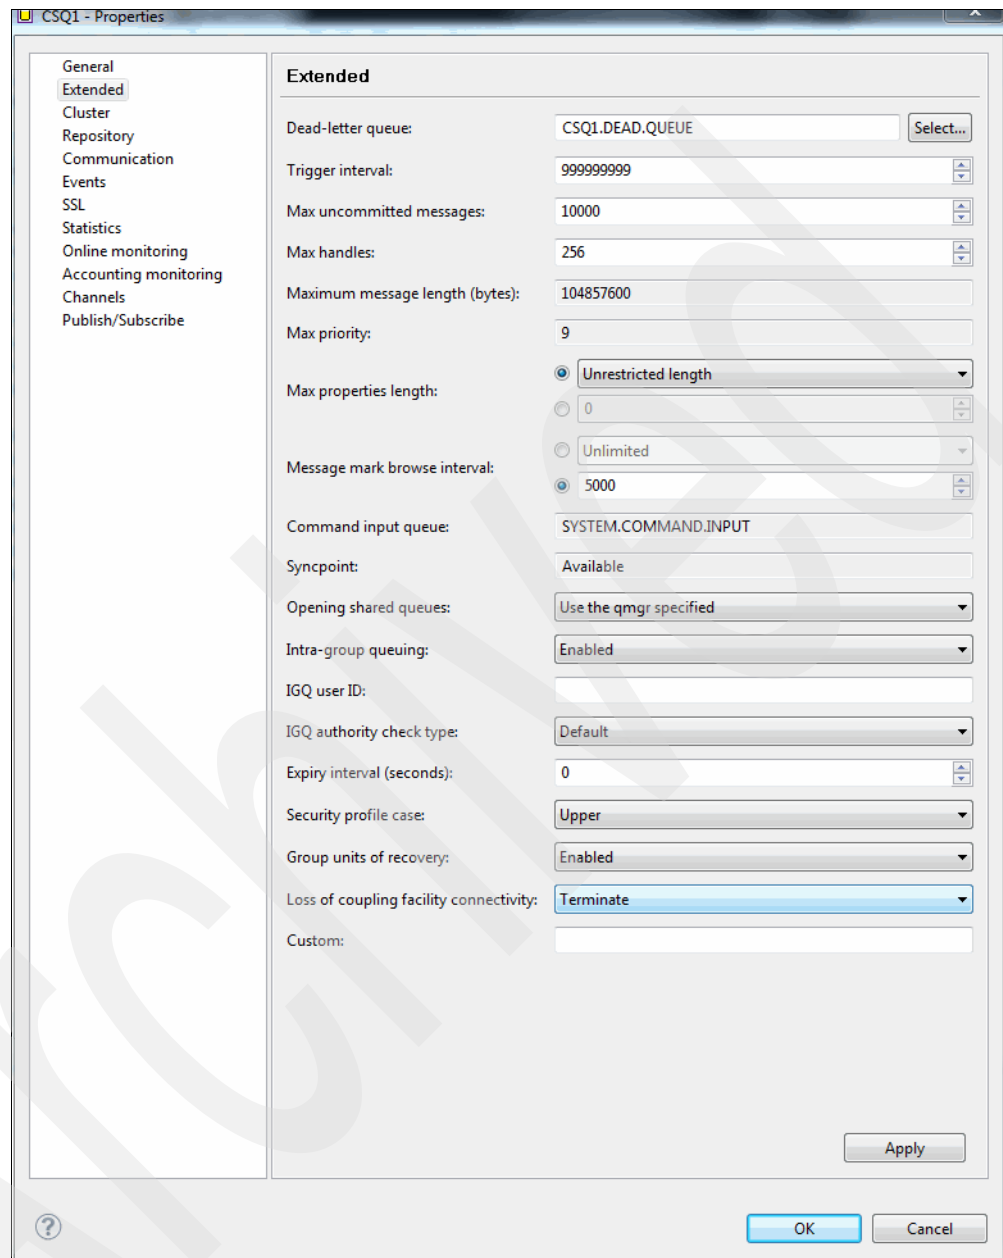 CSQ1 - Properties
General
Extended
Cluster
Repository
Communication
Events
SSL
Statistics
Online monitoring
Accounting monitoring
Channels
Publish/Subscribe
Extended
Dead-letter queue: CSQ1.DEAD.QUEUE Select...
Trigger interval: 999999999
Max uncommitted messages: 10000
Max handles: 256
Maximum message length (bytes): 104857600
Max priority: 9
Max properties length: Unrestricted length
0
Message mark browse interval: Unlimited
5000
Command input queue: SYSTEM.COMMAND.INPUT
Syncpoint: Available
Opening shared queues: Use the qmgr specified
Intra-group queuing: Enabled
IGQ user ID:
IGQ authority check type: Default
Expiry interval (seconds): 0
Security profile case: Upper
Group units of recovery: Enabled
Loss of coupling facility connectivity: Terminate
Custom:
Apply
? OK Cancel
Archived